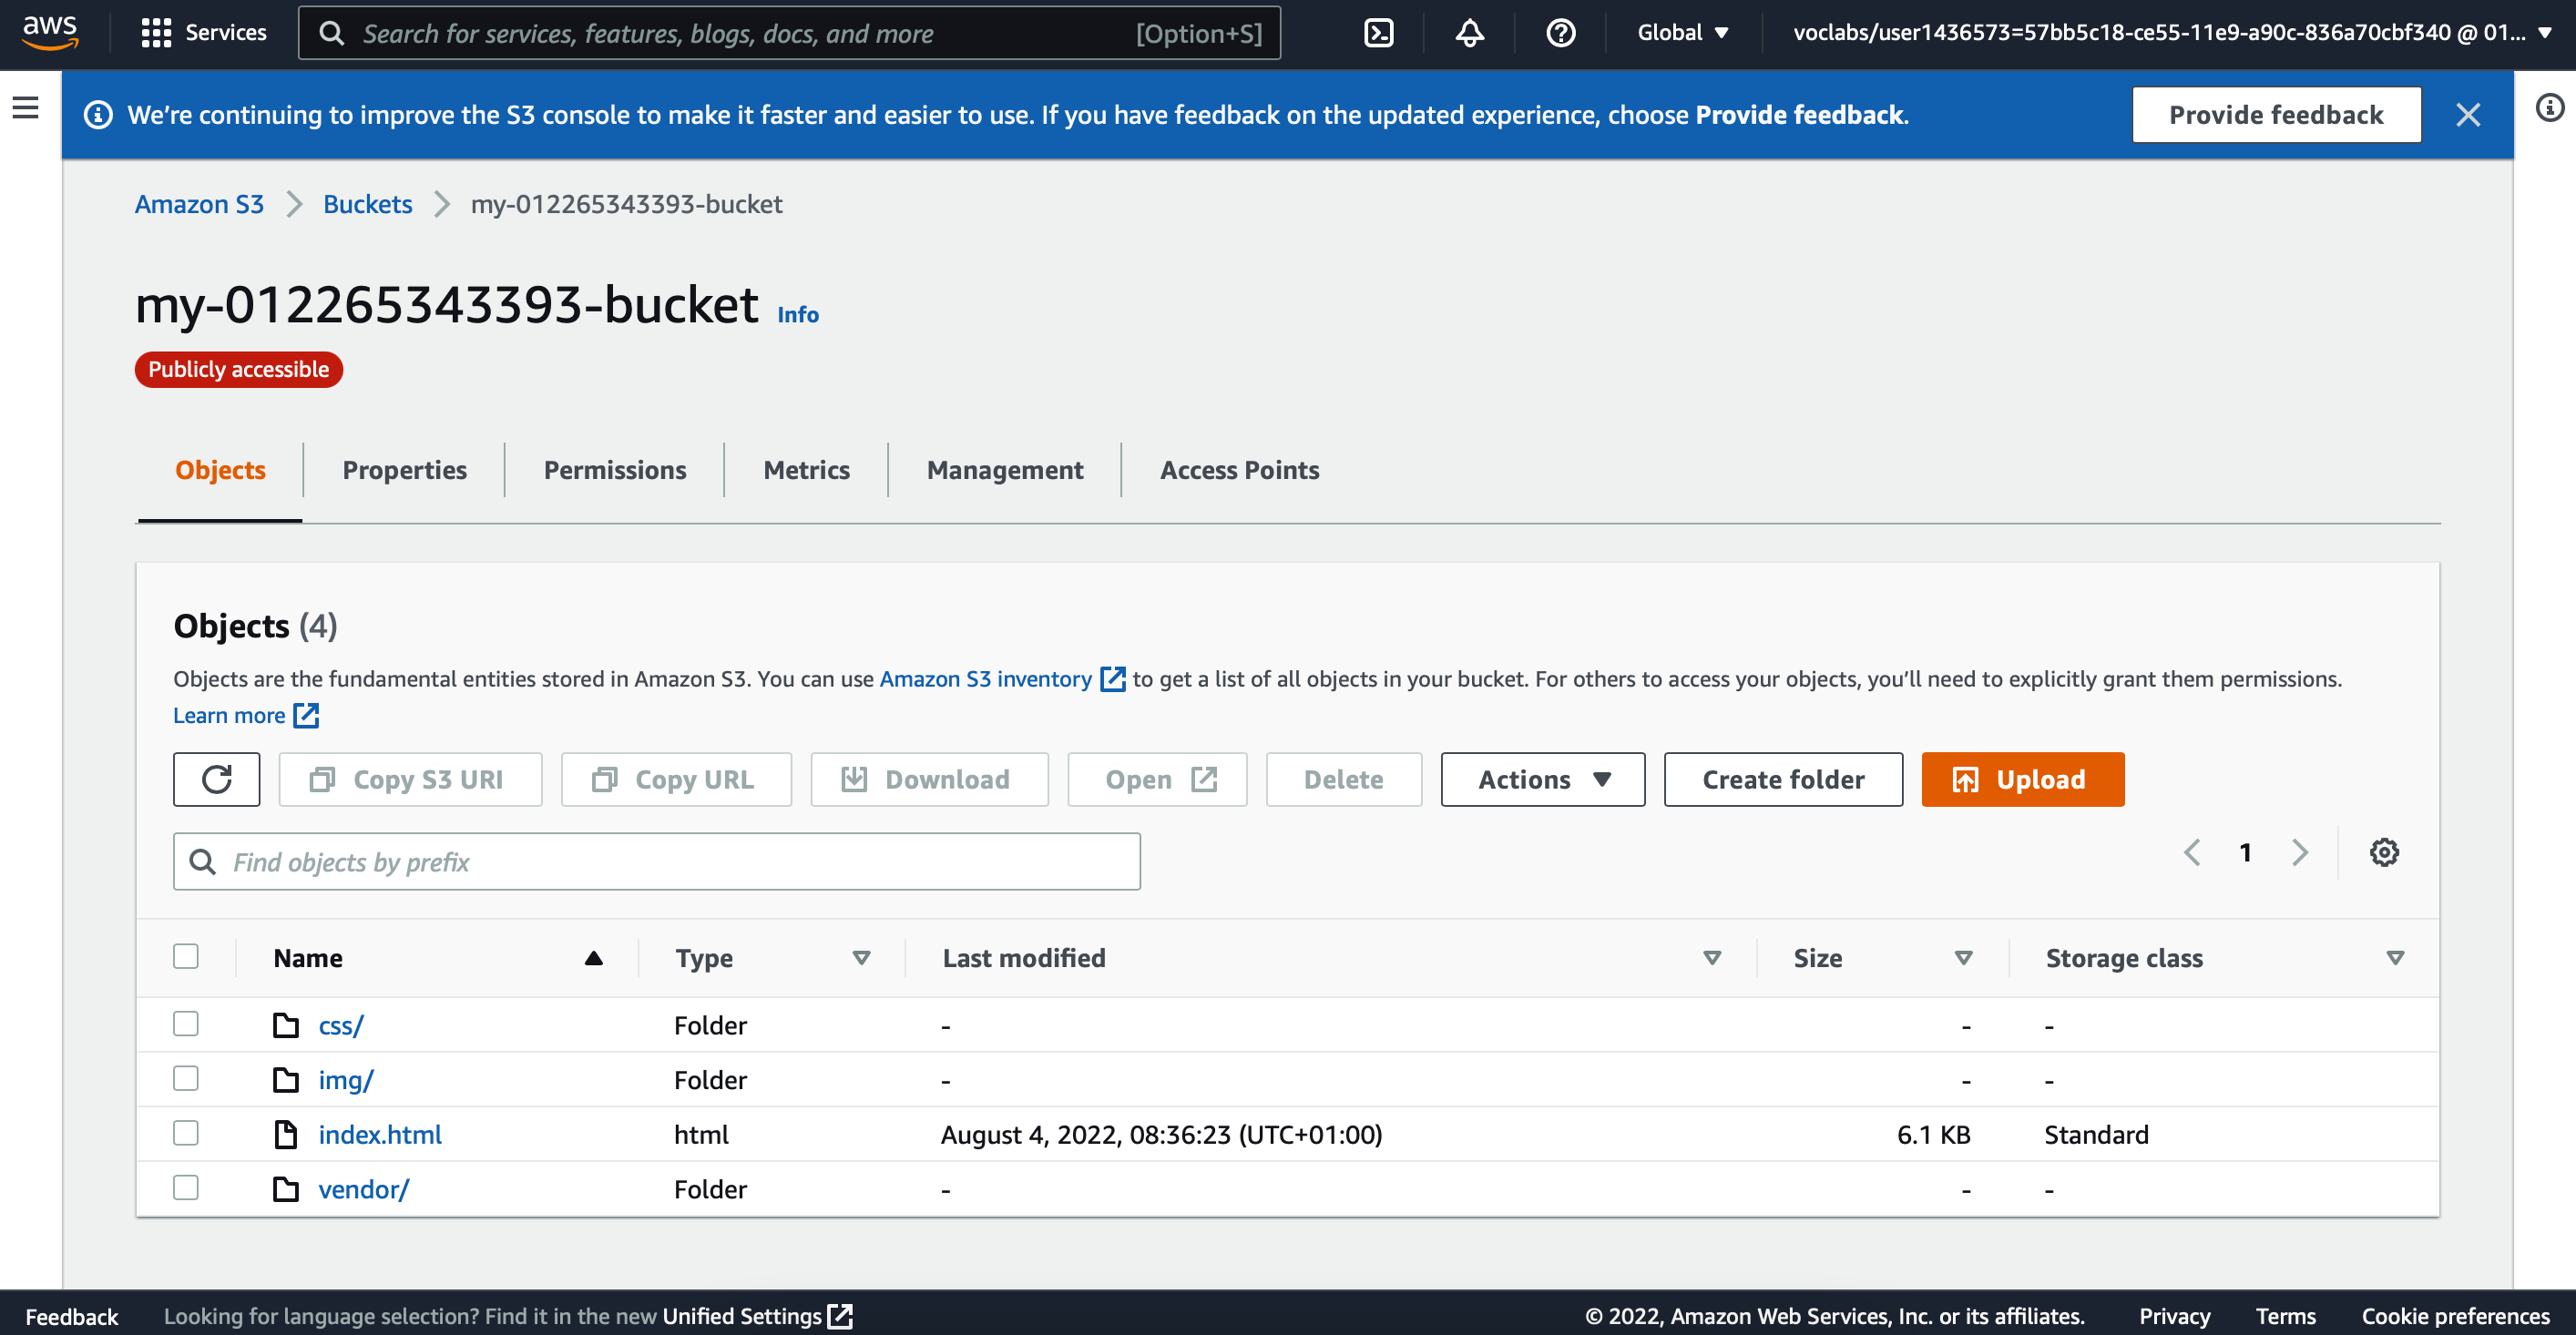 aws Services Search for services, features, blogs, docs, and more [Option+S] Global voclabs/user1436573=57bb5c18-ce55-11e9-a90c-836a70cbf340 @ 01...
We're continuing to improve the S3 console to make it faster and easier to use. If you have feedback on the updated experience, choose Provide feedback. Provide feedback
Amazon S3 Buckets my-012265343393-bucket
my-012265343393-bucket Info
Publicly accessible
Objects Properties Permissions Metrics Management Access Points
Objects (4)
Objects are the fundamental entities stored in Amazon S3. You can use Amazon S3 inventory to get a list of all objects in your bucket. For others to access your objects, you'll need to explicitly grant them permissions.
Learn more
Copy S3 URI Copy URL Download Open Delete Actions Create folder Upload
Find objects by prefix 1
Name Type Last modified Size Storage class
css/ Folder - - -
img/ Folder - - -
index.html html August 4, 2022, 08:36:23 (UTC+01:00) 6.1 KB Standard
vendor/ Folder - - -
Feedback Looking for language selection? Find it in the new Unified Settings © 2022, Amazon Web Services, Inc. or its affiliates. Privacy Terms Cookie preferences